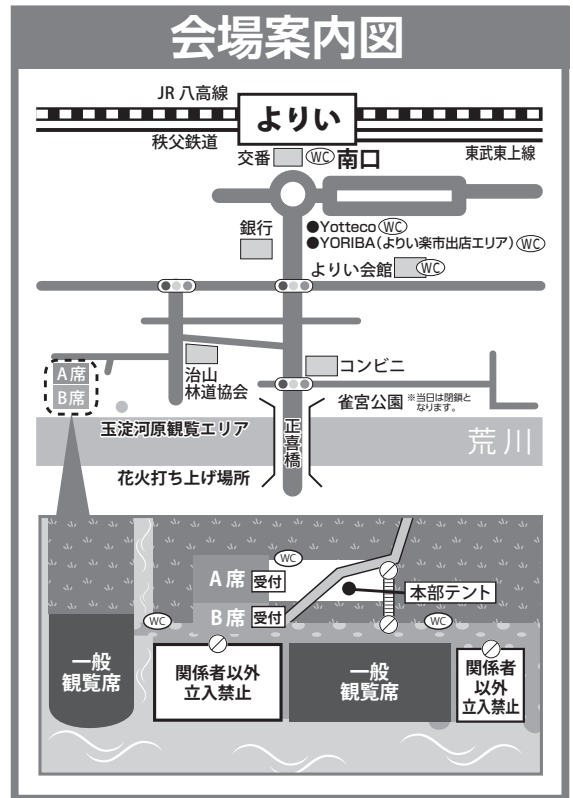 会場案内図
JR 八高線
よりい
秩父鉄道
東武東上線
交番
WC
南口
銀行
●Yotteco WC
●YORIBA(よりい楽市出店エリア) WC
よりい会館 WC
コンビニ
治山
林道協会
A席
B席
雀宮公園 ※当日は閉鎖と
なります。
玉淀河原観覧エリア
正喜橋
荒川
花火打ち上げ場所
WC
A席 受付
本部テント
B席 受付
WC
WC
一般
観覧席
関係者以外
立入禁止
一般
観覧席
関係者
以外
立入禁止